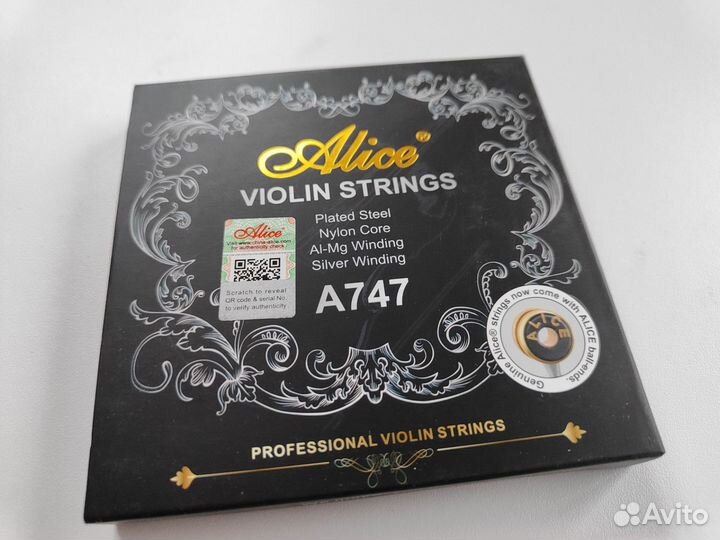 Alice®
VIOLIN STRINGS
Plated Steel
Nylon Core
Al-Mg Winding
Silver Winding
A747
Alice
Visit www.china-alice.com
for authenticity check
Scratch to reveal
QR code & serial No.
to verify authenticity.
Genuine Alice® strings now come with ALICE ball-ends.
ALICE
PROFESSIONAL VIOLIN STRINGS
Avito